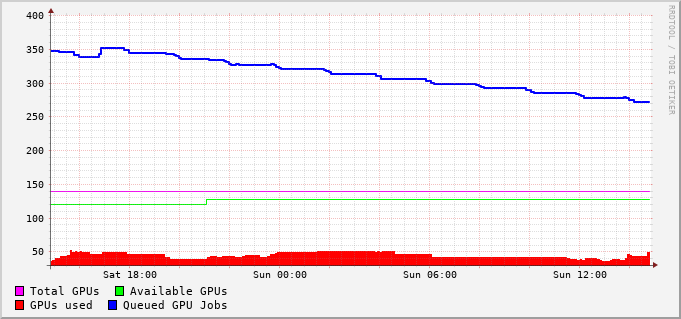 400
350
300
250
200
150
100
50
Sat 18:00 Sun 00:00 Sun 06:00 Sun 12:00
Total GPUs Available GPUs
GPUs used Queued GPU Jobs
RRDTOOL / TOBI OETIKER